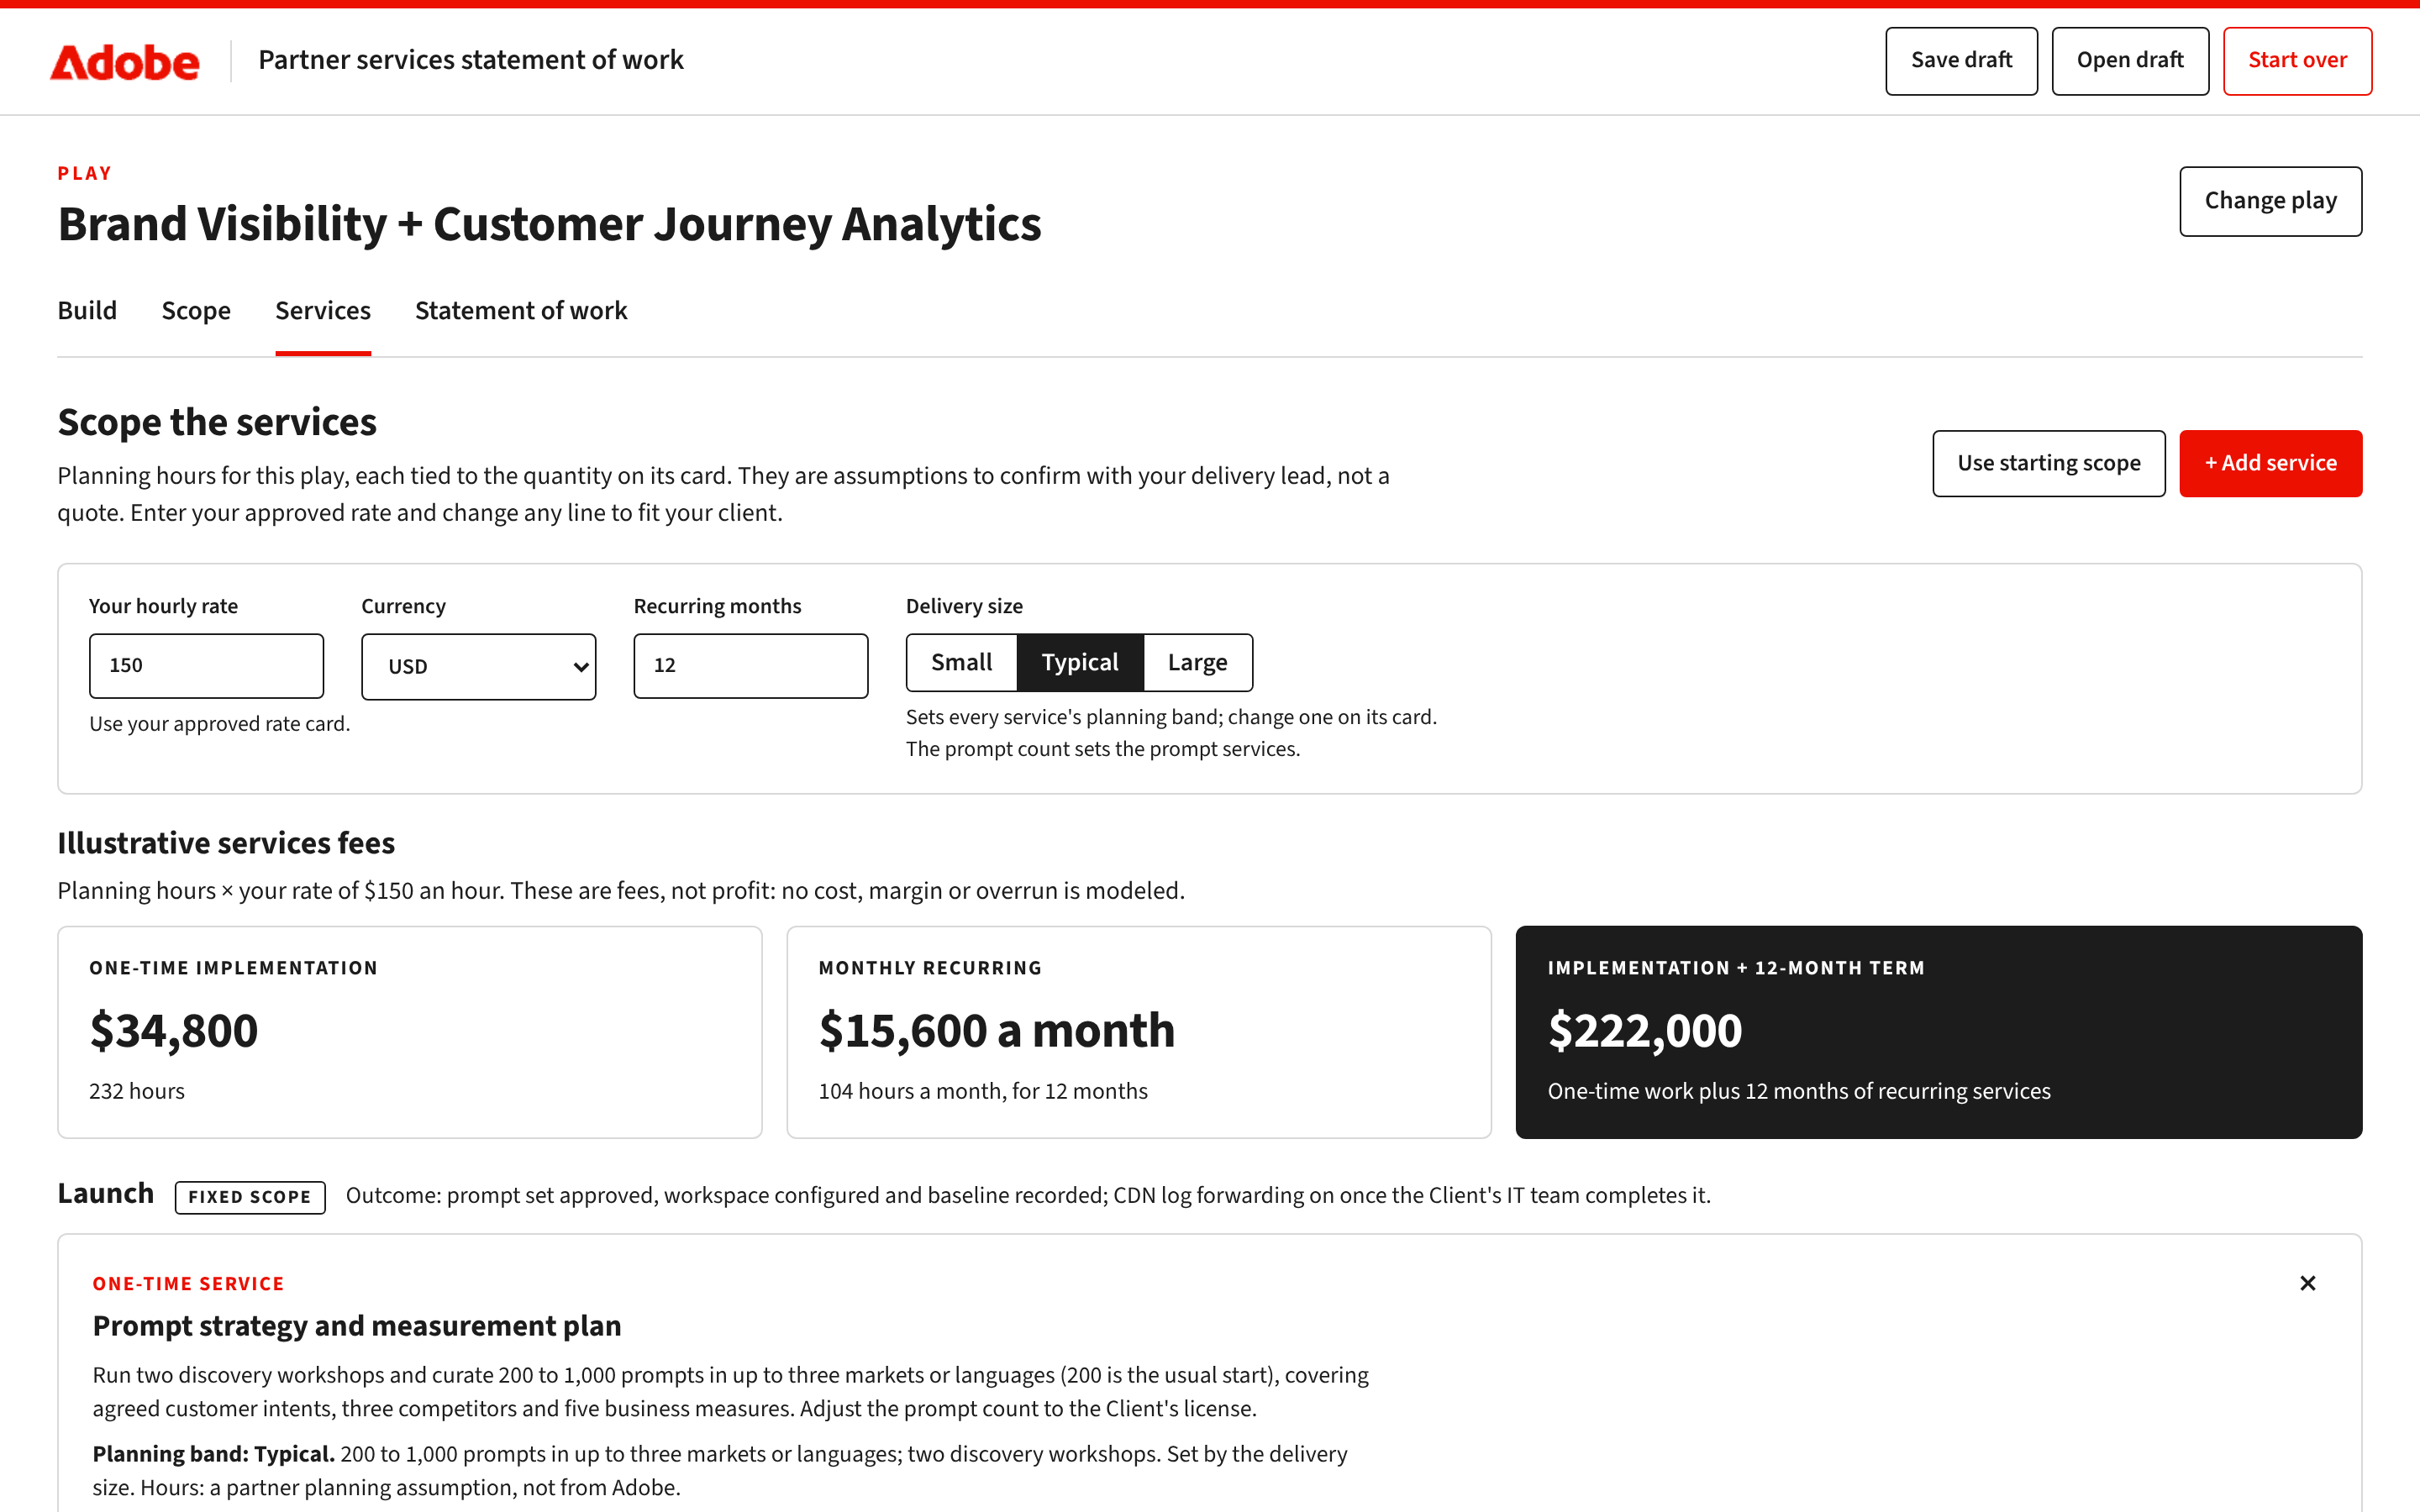 Adobe
Partner services statement of work
Save draft
Open draft
Start over
PLAY
Brand Visibility + Customer Journey Analytics
Change play
Build
Scope
Services
Statement of work
Scope the services
Planning hours for this play, each tied to the quantity on its card. They are assumptions to confirm with your delivery lead, not a
quote. Enter your approved rate and change any line to fit your client.
Use starting scope
+ Add service
Your hourly rate
150
Use your approved rate card.
Currency
USD
Recurring months
12
Delivery size
Small
Typical
Large
Sets every service's planning band; change one on its card.
The prompt count sets the prompt services.
Illustrative services fees
Planning hours × your rate of $150 an hour. These are fees, not profit: no cost, margin or overrun is modeled.
ONE-TIME IMPLEMENTATION
$34,800
232 hours
MONTHLY RECURRING
$15,600 a month
104 hours a month, for 12 months
IMPLEMENTATION + 12-MONTH TERM
$222,000
One-time work plus 12 months of recurring services
Launch
FIXED SCOPE
Outcome: prompt set approved, workspace configured and baseline recorded; CDN log forwarding on once the Client's IT team completes it.
ONE-TIME SERVICE
Prompt strategy and measurement plan
Run two discovery workshops and curate 200 to 1,000 prompts in up to three markets or languages (200 is the usual start), covering
agreed customer intents, three competitors and five business measures. Adjust the prompt count to the Client's license.
Planning band: Typical. 200 to 1,000 prompts in up to three markets or languages; two discovery workshops. Set by the delivery
size. Hours: a partner planning assumption, not from Adobe.